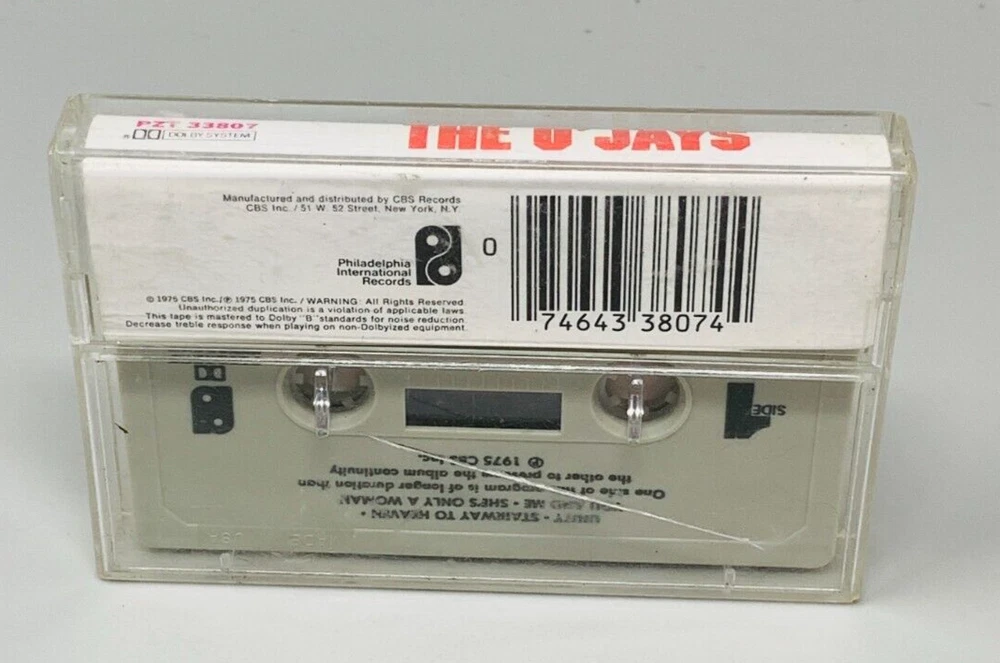 PZT 33807
DOLBY SYSTEM
THE O'JAYS
Manufactured and distributed by CBS Records
CBS Inc. / 51 W. 52 Street, New York, N.Y.
Philadelphia
International
Records
0
74643 38074
© 1975 CBS Inc./℗ 1975 CBS Inc. / WARNING: All Rights Reserved.
Unauthorized duplication is a violation of applicable laws.
This tape is mastered to Dolby "B" standards for noise reduction.
Decrease treble response when playing on non-Dolbyized equipment.
SIDE 1
UNITY • STAIRWAY TO HEAVEN •
YOU AND ME • SHE'S ONLY A WOMAN
One side of this program is of longer duration than
the other to preserve the album continuity
℗ 1975 CBS Inc.